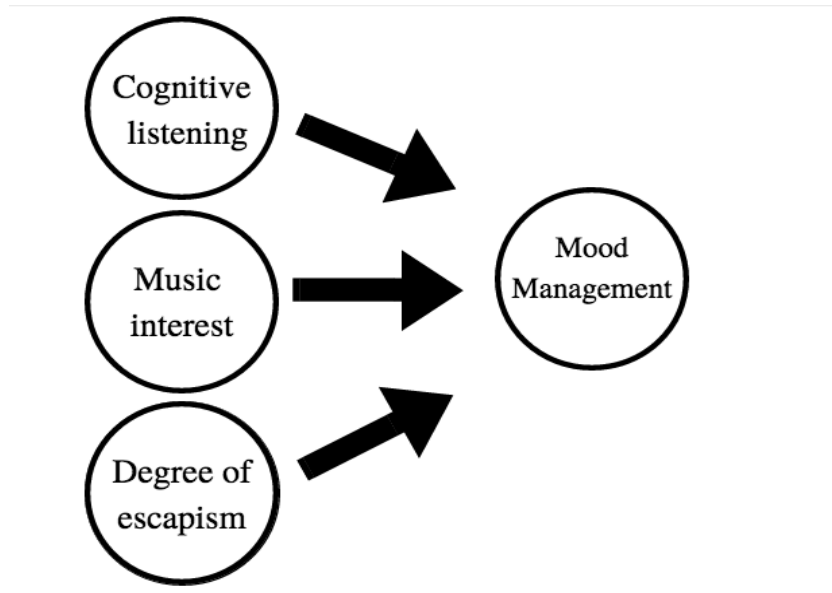 Cognitive
listening
Music
interest
Degree of
escapism
Mood
Management